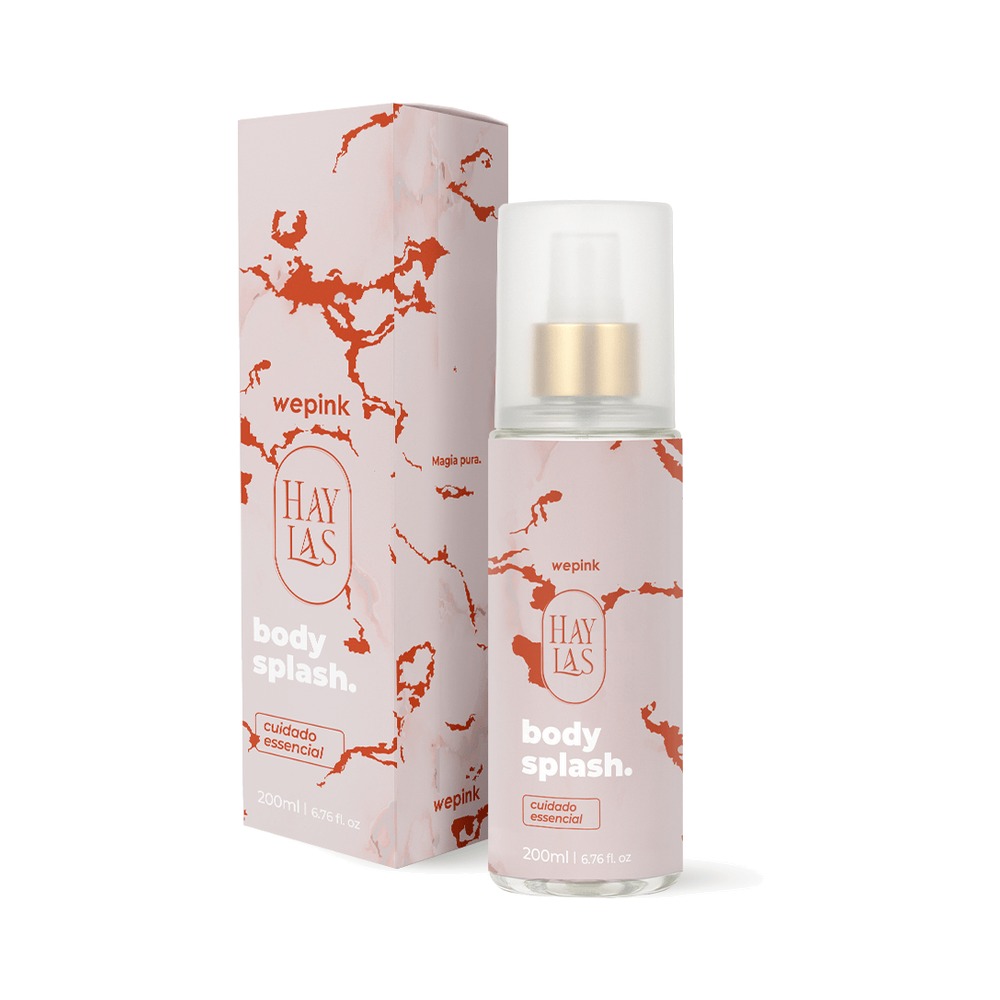 wepink
HAY
LAS
body
splash.
cuidado
essencial
200ml | 6.76 fl. oz
Magia pura.
wepink
wepink
HAY
LAS
body
splash.
cuidado
essencial
200ml | 6.76 fl. oz